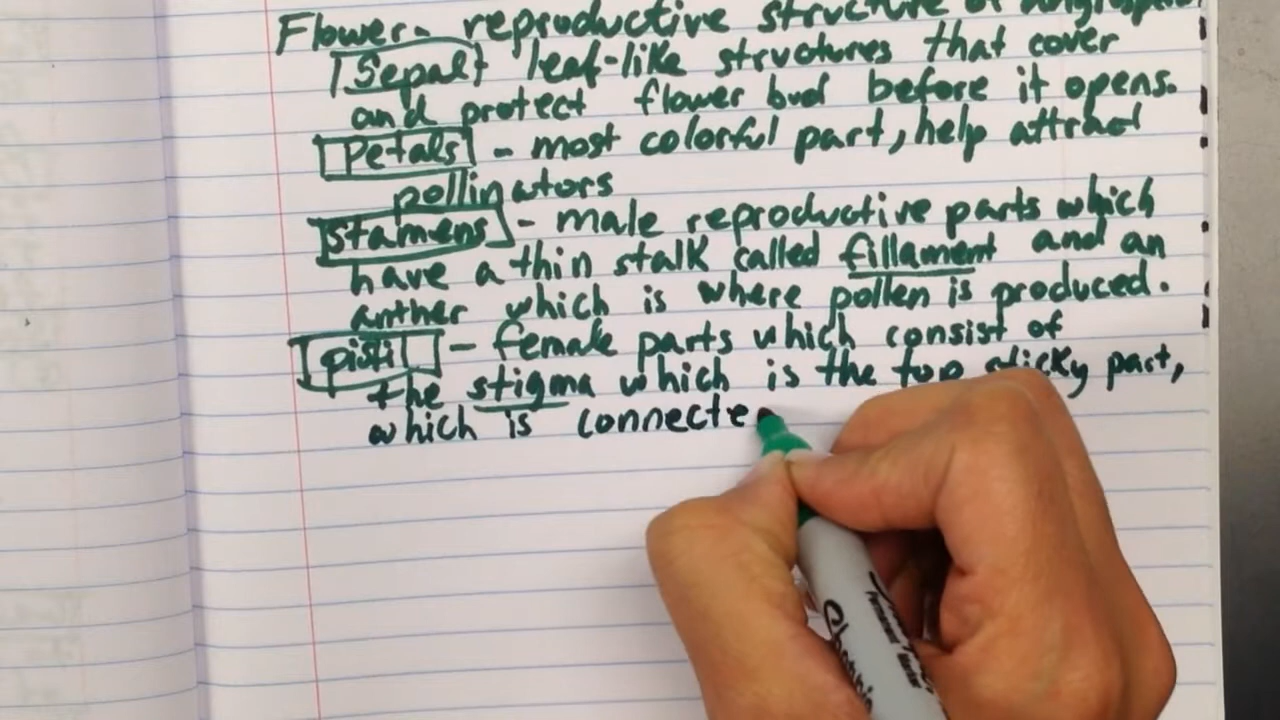 Flower - reproductive structure of
Sepal leaf-like structures that cover
and protect flower bud before it opens.
Petals - most colorful part, help attract
pollinators
Stamens - male reproductive parts which
have a thin stalk called fillament and an
anther which is where pollen is produced.
pistil - female parts which consist of
the stigma which is the top sticky part,
which is connecte
Sharpie
Permanent Marker